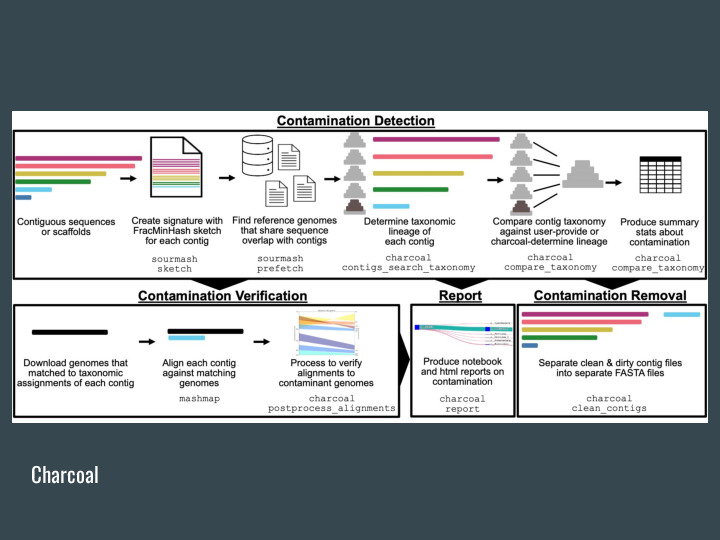 Contamination Detection
Contiguous sequences
or scaffolds
Create signature with
FracMinHash sketch
for each contig
sourmash
sketch
Find reference genomes
that share sequence
overlap with contigs
sourmash
prefetch
Determine taxonomic
lineage of
each contig
charcoal
contigs_search_taxonomy
Compare contig taxonomy
against user-provide or
charcoal-determine lineage
charcoal
compare_taxonomy
Produce summary
stats about
contamination
charcoal
compare_taxonomy
Contamination Verification
Download genomes that
matched to taxonomic
assignments of each contig
Align each contig
against matching
genomes
mashmap
Process to verify
alignments to
contaminant genomes
charcoal
postprocess_alignments
Report
Produce notebook
and html reports on
contamination
charcoal
report
Contamination Removal
Separate clean & dirty contig files
into separate FASTA files
charcoal
clean_contigs
Charcoal